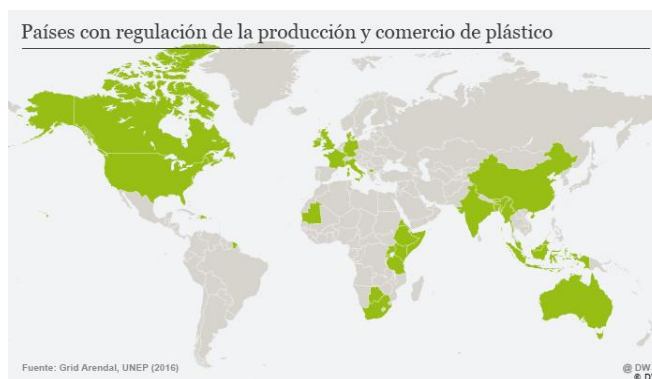 Países con regulación de la producción y comercio de plástico
Fuente: Grid Arendal, UNEP (2016)
@ DW